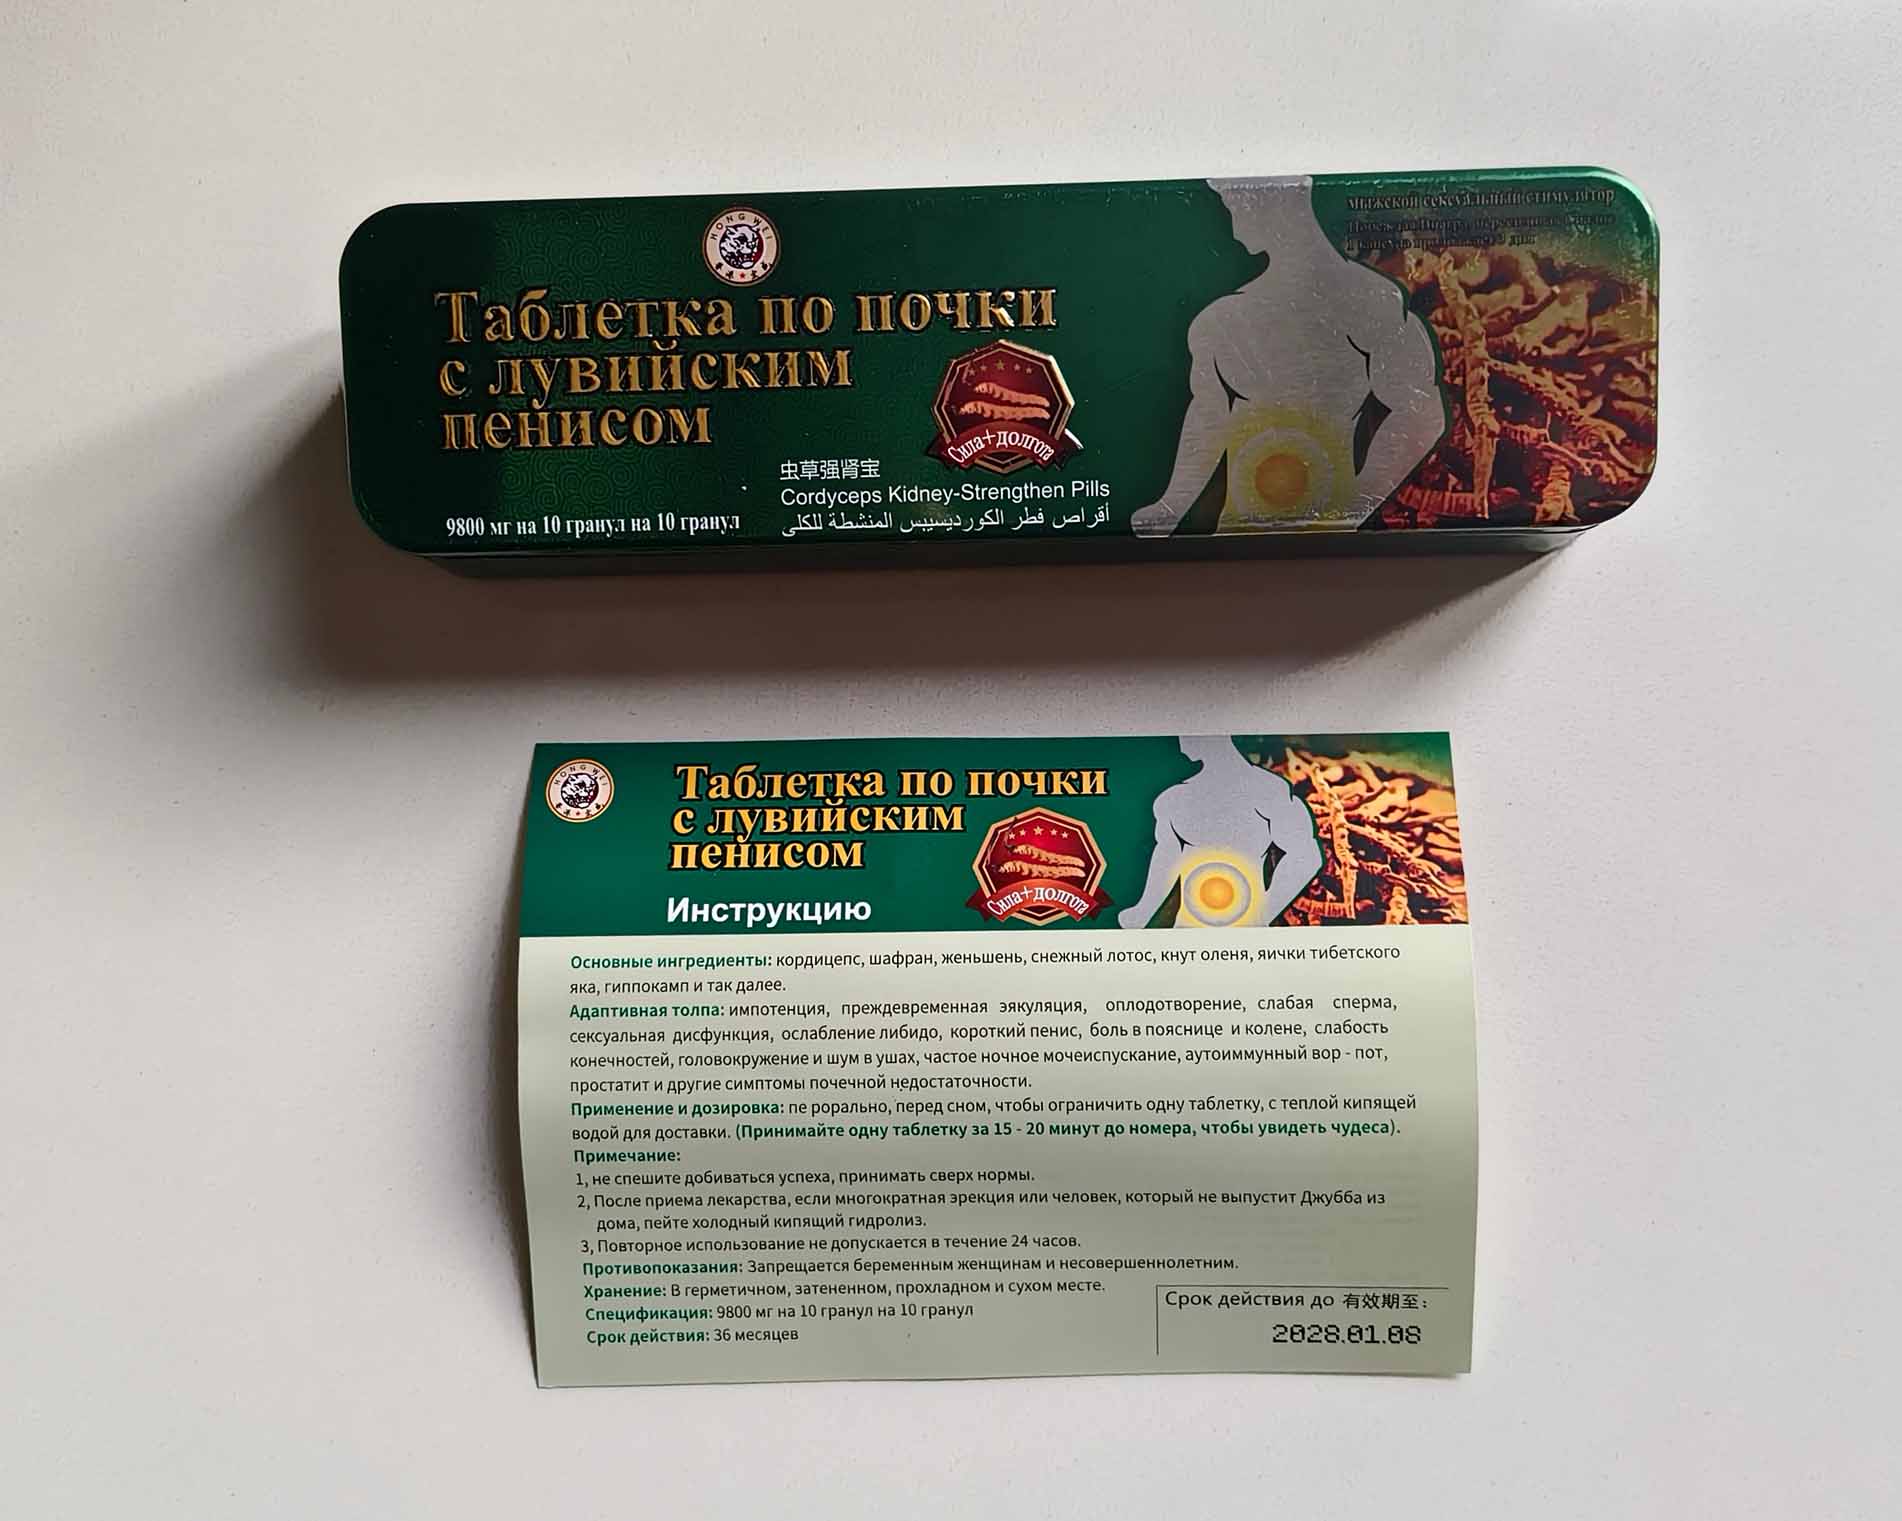 мужской сексуальный стимулятор
HONG WEI
Таблетка по почки
с лувийским
пенисом
Сила+долгота
虫草强肾宝
Cordyceps Kidney-Strengthen Pills
أقراص فطر الكورديسيبس المنشطة للكلى
9800 мг на 10 гранул на 10 гранул
HONG WEI
Таблетка по почки
с лувийским
пенисом
Сила+долгота
Инструкцию
Основные ингредиенты: кордицепс, шафран, женьшень, снежный лотос, кнут оленя, яички тибетского
яка, гиппокамп и так далее.
Адаптивная толпа: импотенция, преждевременная эякуляция, оплодотворение, слабая сперма,
сексуальная дисфункция, ослабление либидо, короткий пенис, боль в пояснице и колене, слабость
конечностей, головокружение и шум в ушах, частое ночное мочеиспускание, аутоиммунный вор - пот,
простатит и другие симптомы почечной недостаточности.
Применение и дозировка: пе рорально, перед сном, чтобы ограничить одну таблетку, с теплой кипящей
водой для доставки. (Принимайте одну таблетку за 15 - 20 минут до номера, чтобы увидеть чудеса).
Примечание:
1, не спешите добиваться успеха, принимать сверх нормы.
2, После приема лекарства, если многократная эрекция или человек, который не выпустит Джубба из
дома, пейте холодный кипящий гидролиз.
3, Повторное использование не допускается в течение 24 часов.
Противопоказания: Запрещается беременным женщинам и несовершеннолетним.
Хранение: В герметичном, затененном, прохладном и сухом месте.
Спецификация: 9800 мг на 10 гранул на 10 гранул
Срок действия: 36 месяцев
Срок действия до 有效期至:
2028.01.08